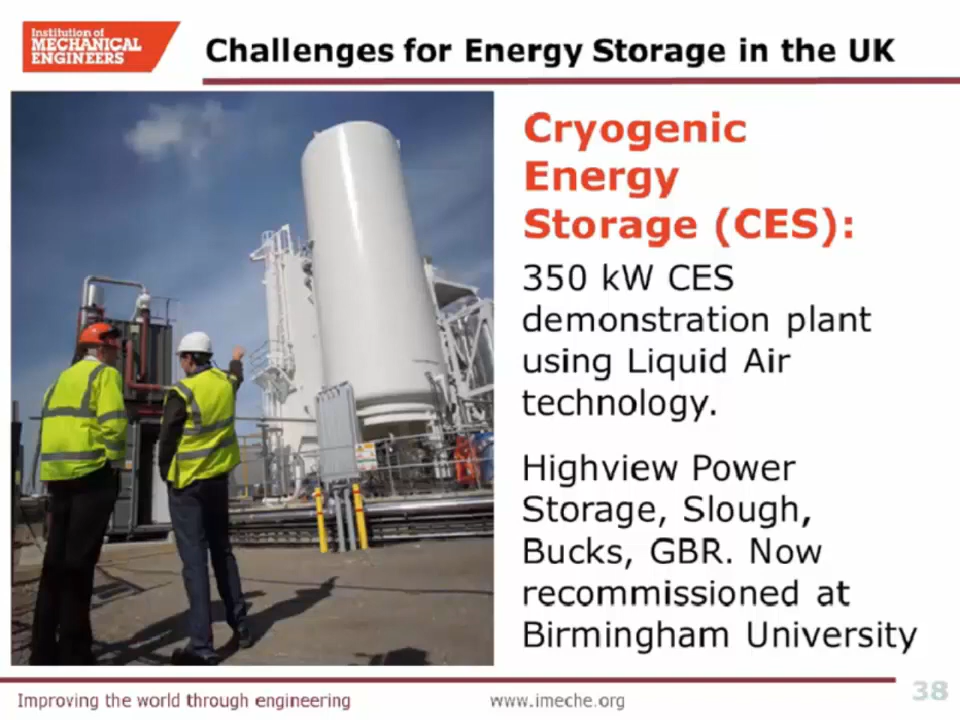 Institution of
MECHANICAL
ENGINEERS
Challenges for Energy Storage in the UK
Cryogenic
Energy
Storage (CES):
350 kW CES
demonstration plant
using Liquid Air
technology.
Highview Power
Storage, Slough,
Bucks, GBR. Now
recommissioned at
Birmingham University
Improving the world through engineering
www.imeche.org
38